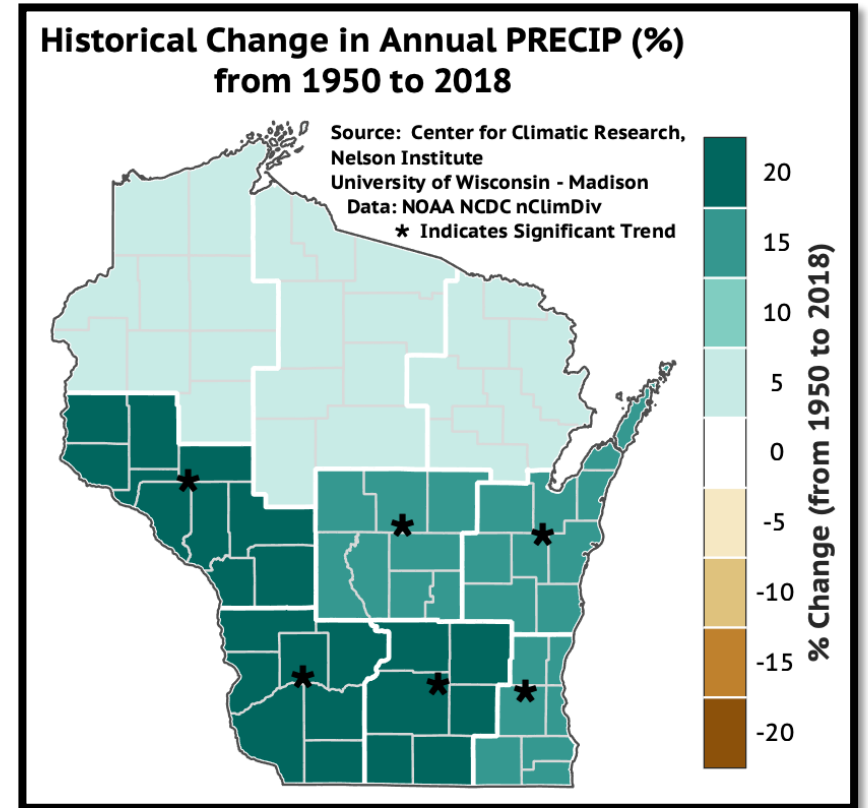 Historical Change in Annual PRECIP (%)
from 1950 to 2018
Source: Center for Climatic Research,
Nelson Institute
University of Wisconsin - Madison
Data: NOAA NCDC nClimDiv
* Indicates Significant Trend
20
15
10
5
0
-5
-10
-15
-20
% Change (from 1950 to 2018)